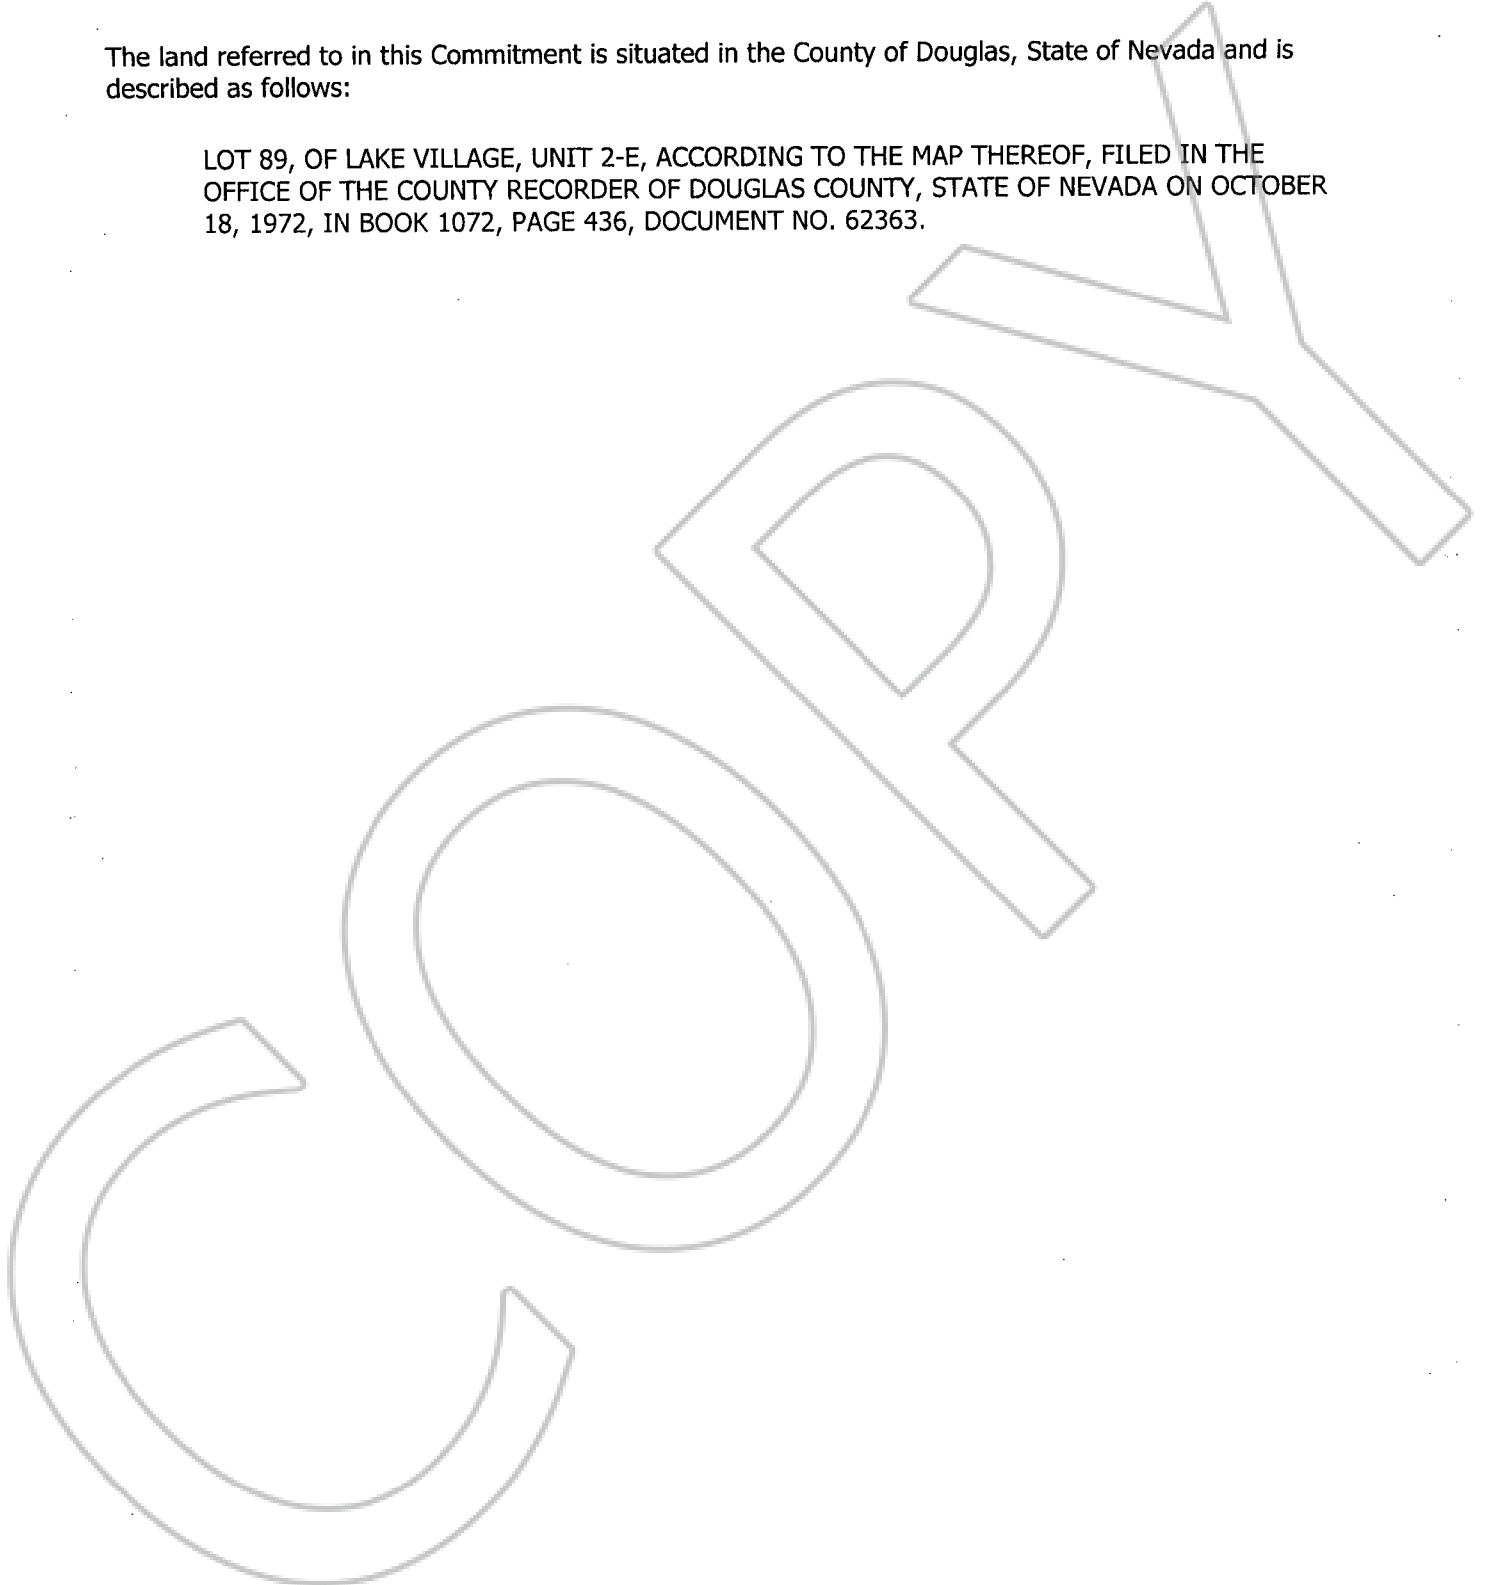 The land referred to in this Commitment is situated in the County of Douglas, State of Nevada and is
described as follows:
LOT 89, OF LAKE VILLAGE, UNIT 2-E, ACCORDING TO THE MAP THEREOF, FILED IN THE
OFFICE OF THE COUNTY RECORDER OF DOUGLAS COUNTY, STATE OF NEVADA ON OCTOBER
18, 1972, IN BOOK 1072, PAGE 436, DOCUMENT NO. 62363.
COPY